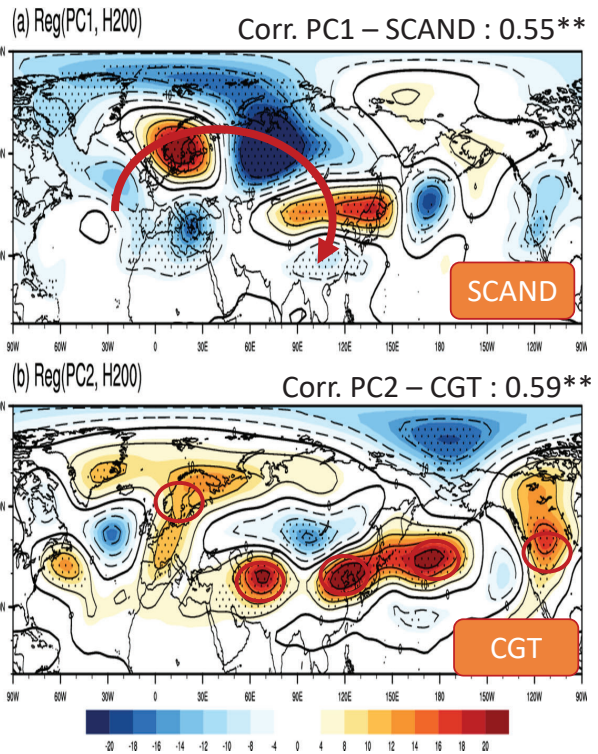 (a) Reg(PC1, H200)
Corr. PC1 – SCAND : 0.55**
SCAND
90W 60W 30W 0 30E 60E 90E 120E 150E 180 150W 120W 90W
(b) Reg(PC2, H200)
Corr. PC2 – CGT : 0.59**
CGT
90W 60W 30W 0 30E 60E 90E 120E 150E 180 150W 120W 90W
-20 -18 -16 -14 -10 -8 -4 0 4 8 10 12 14 16 18 20